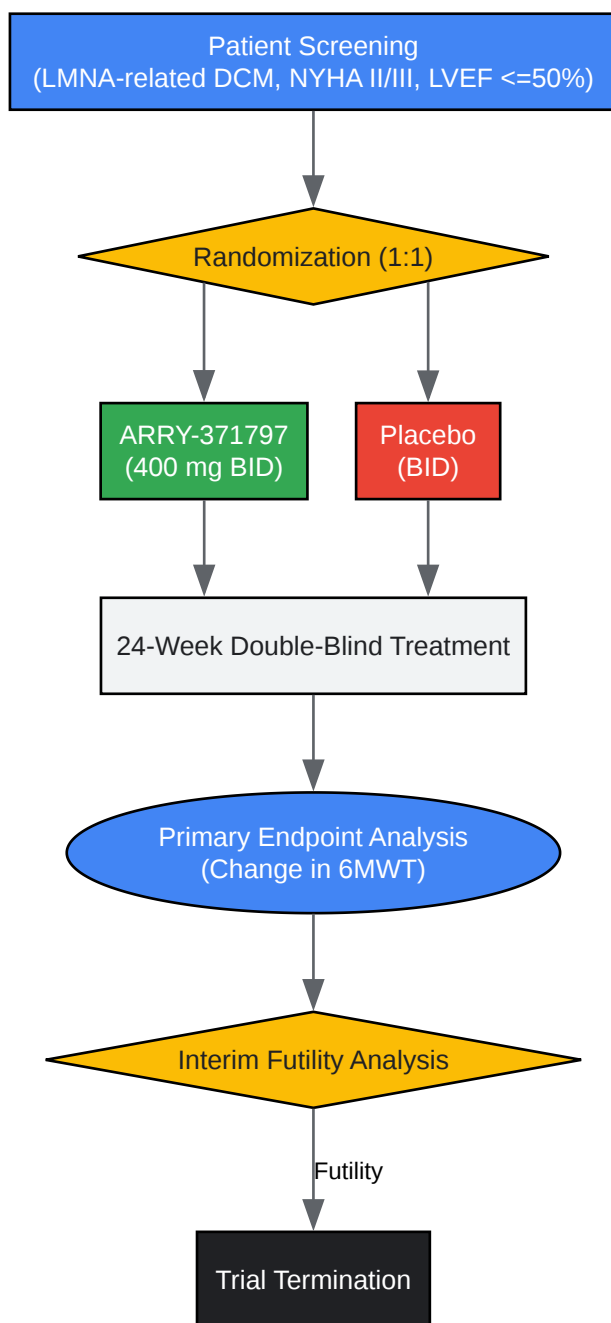 Patient Screening
(LMNA-related DCM, NYHA II/III, LVEF <=50%)
Randomization (1:1)
ARRY-371797
(400 mg BID)
Placebo
(BID)
24-Week Double-Blind Treatment
Primary Endpoint Analysis
(Change in 6MWT)
Interim Futility Analysis
Futility
Trial Termination